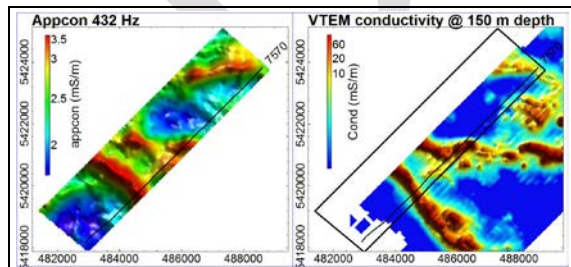 Appcon 432 Hz
VTEM conductivity @ 150 m depth
7570
3.5
3
2.5
2
appcon (mS/m)
60
20
10
Cond (mS/m)
5424000
5422000
5420000
5418000
482000 484000 486000 488000
5424000
5422000
5420000
5418000
482000 484000 486000 488000